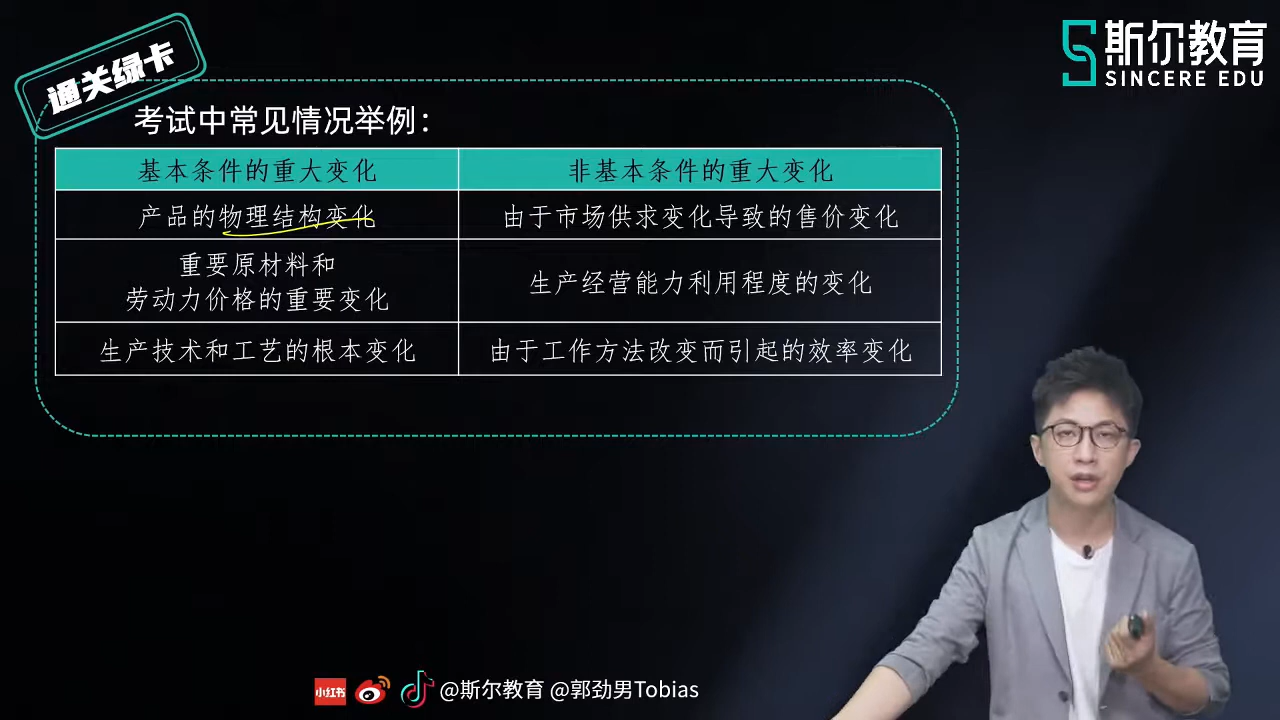 斯尔教育
SINCERE EDU
通关绿卡
考试中常见情况举例：
基本条件的重大变化
非基本条件的重大变化
产品的物理结构变化
由于市场供求变化导致的售价变化
重要原材料和
劳动力价格的重要变化
生产经营能力利用程度的变化
生产技术和工艺的根本变化
由于工作方法改变而引起的效率变化
小红书
@斯尔教育 @郭劲男Tobias